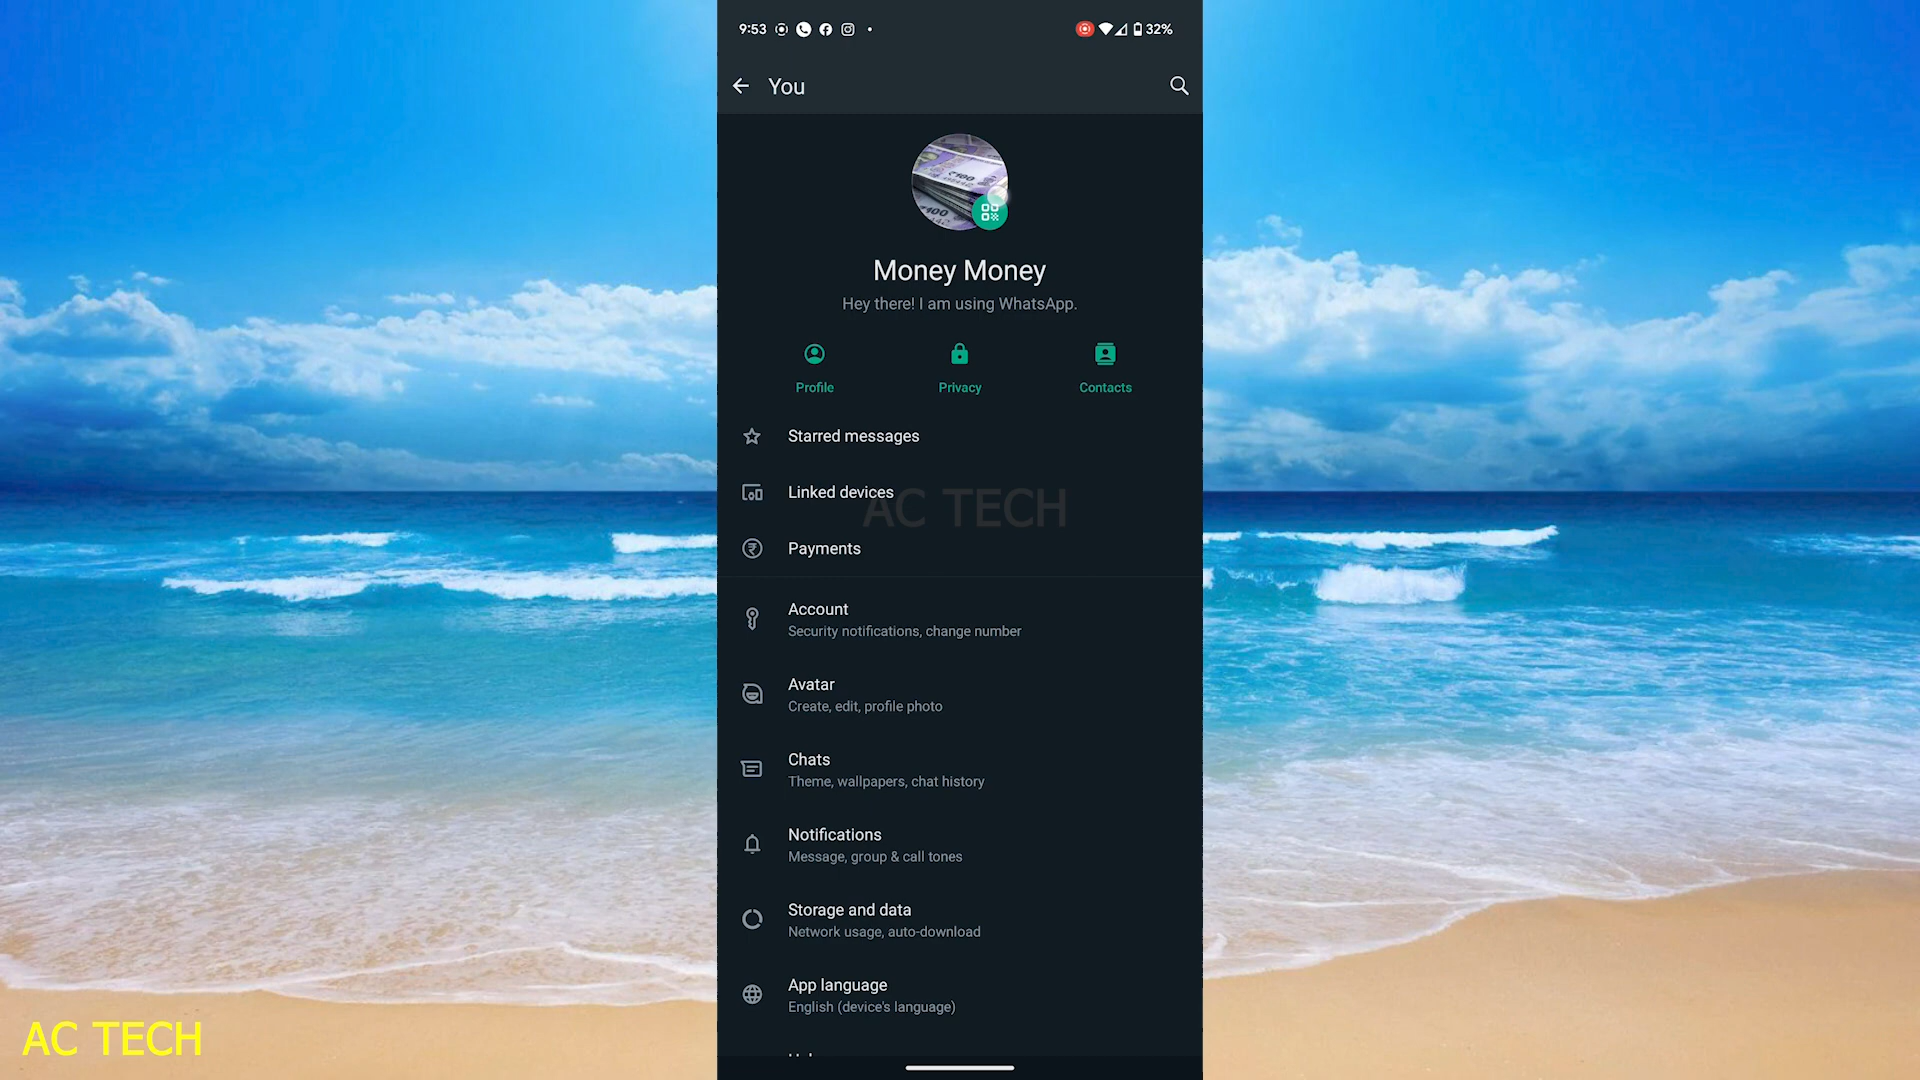 9:53
32%
You
₹100
Money Money
Hey there! I am using WhatsApp.
Profile
Privacy
Contacts
Starred messages
Linked devices
AC TECH
Payments
Account
Security notifications, change number
Avatar
Create, edit, profile photo
Chats
Theme, wallpapers, chat history
Notifications
Message, group & call tones
Storage and data
Network usage, auto-download
App language
English (device's language)
AC TECH